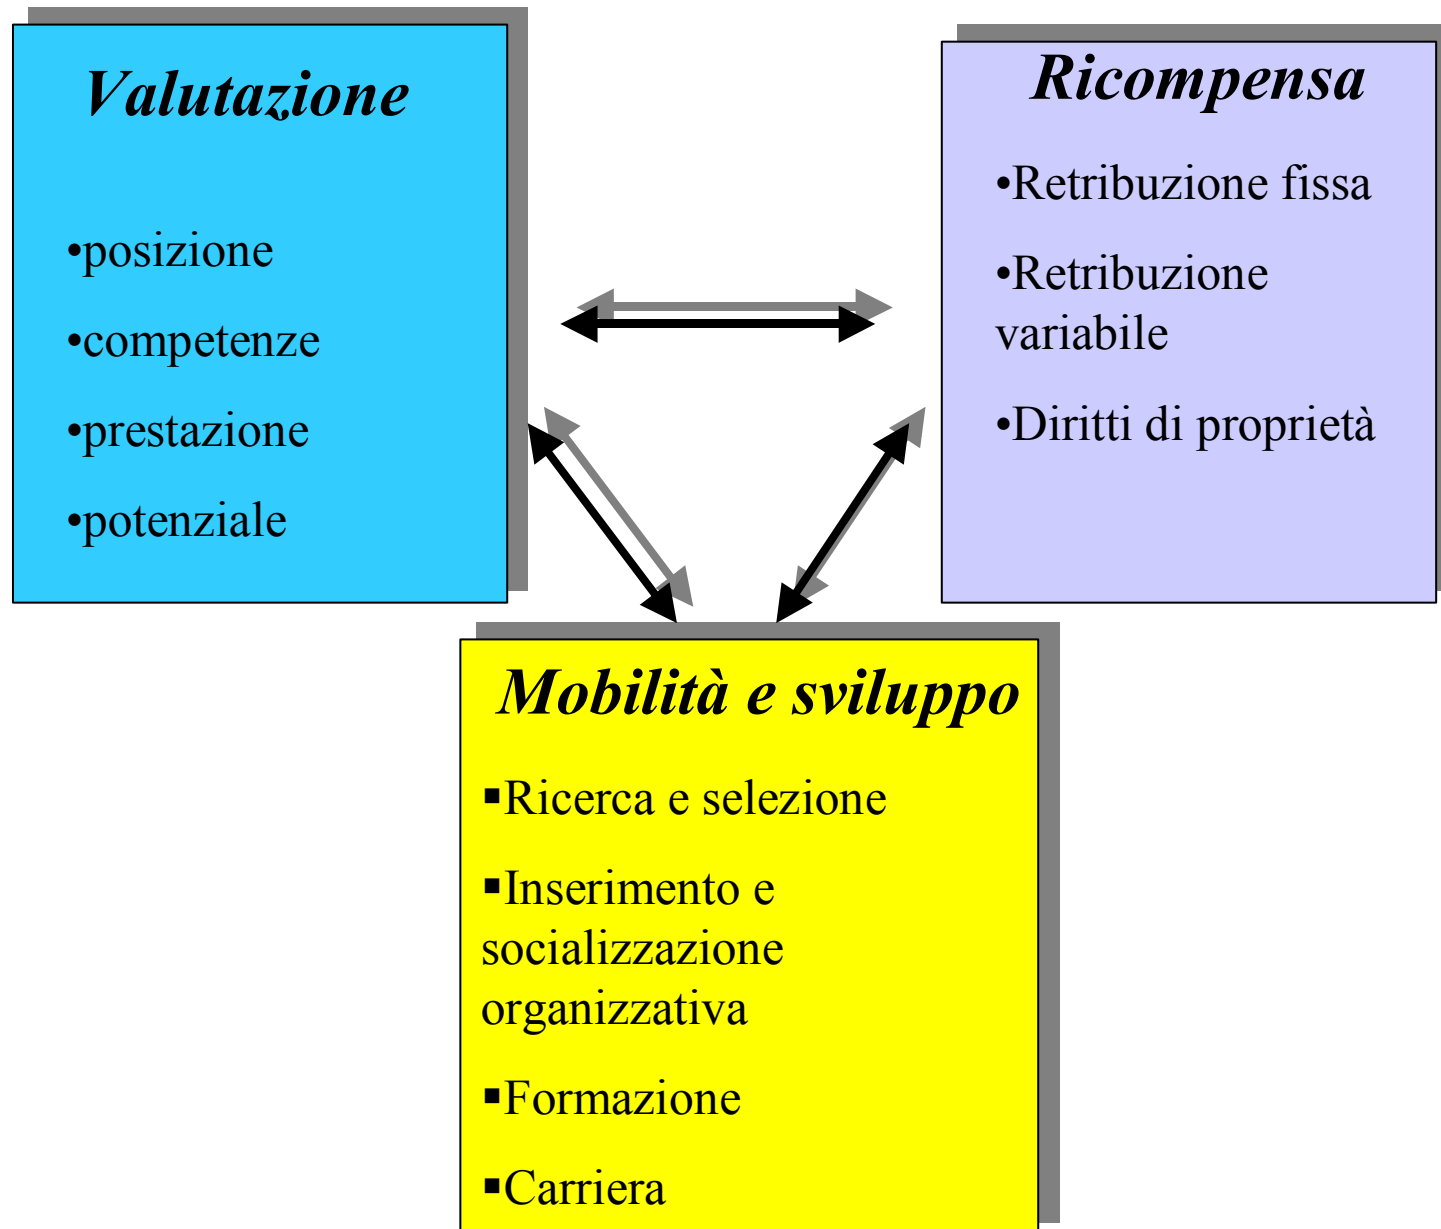 Valutazione
•posizione
•competenze
•prestazione
•potenziale
Ricompensa
•Retribuzione fissa
•Retribuzione
variabile
•Diritti di proprietà
Mobilità e sviluppo
▪Ricerca e selezione
▪Inserimento e
socializzazione
organizzativa
▪Formazione
▪Carriera